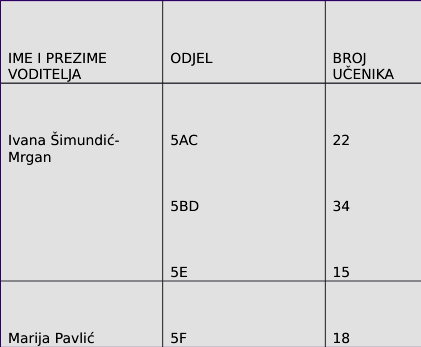 IME I PREZIME
VODITELJA
ODJEL
BROJ
UČENIKA
Ivana Šimundić-
Mrgan
5AC
22
5BD
34
5E
15
Marija Pavlić
5F
18